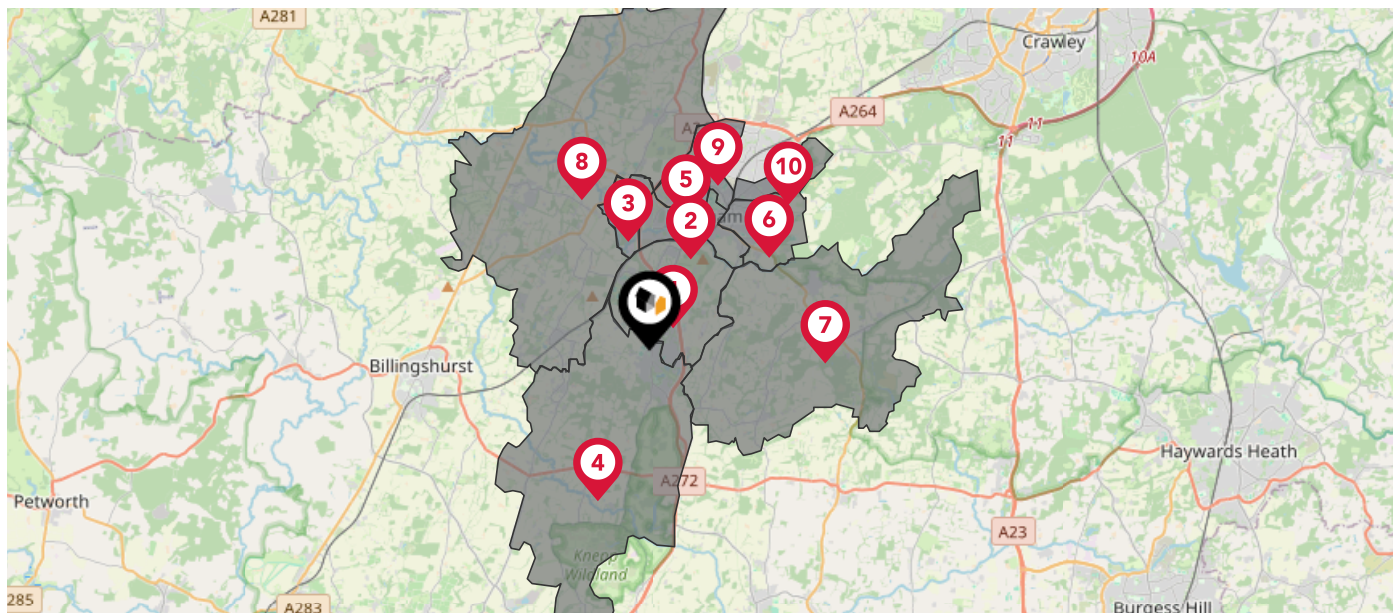 A281
Crawley
10A
A264
11
11
9
8
10
5
3
2
am
6
7
Billingshurst
4
A272
Haywards Heath
Petworth
A23
Knepp
Wildland
285
A283
Burgess Hill